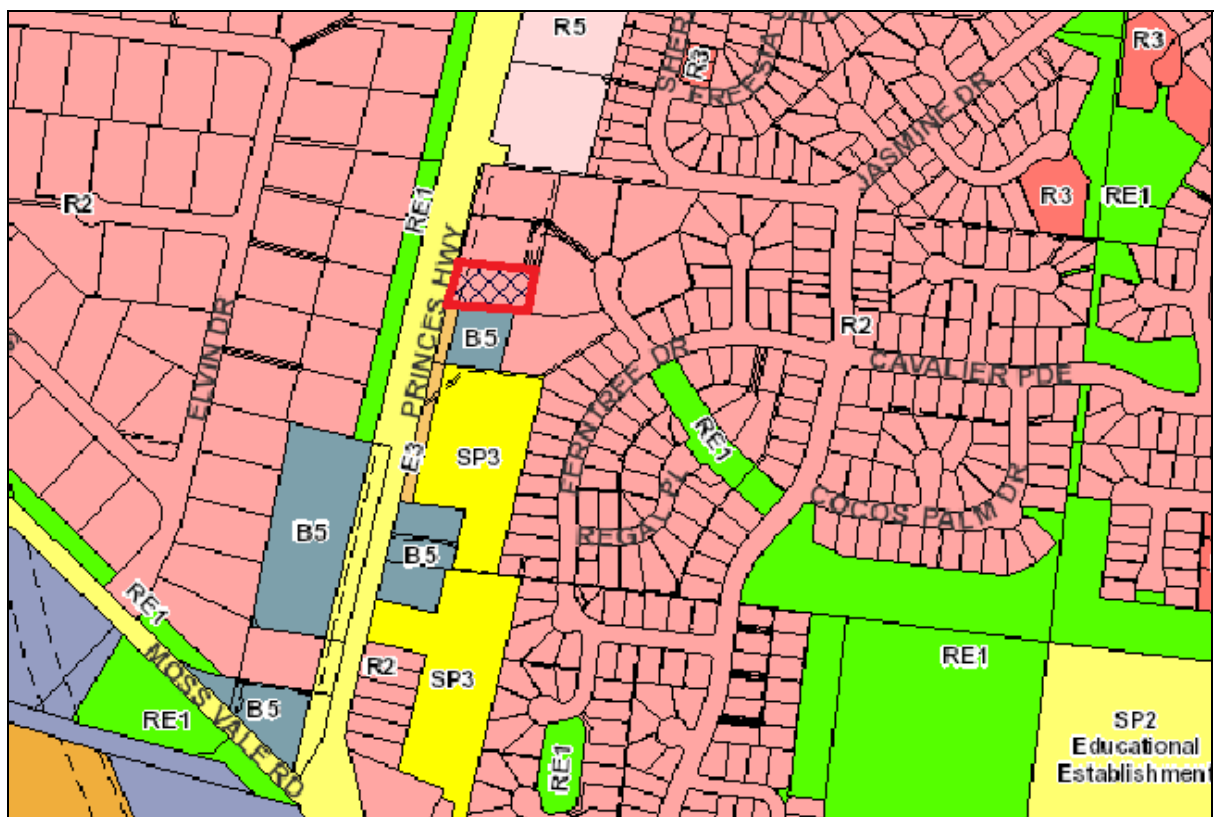 R5
R3
SHER
R3
FREESTA
JASMINE DR
R3
RE1
RE1
R2
PRINCES HWY
ELVIN DR
B5
R2
CAVALIER PDE
FERNTREE DR
RE1
E3
SP3
REGAL PL
COCOS PALM DR
B5
B5
RE1
MOSS VALE RD
R2
SP3
RE1
B5
RE1
RE1
SP2
Educational
Establishment